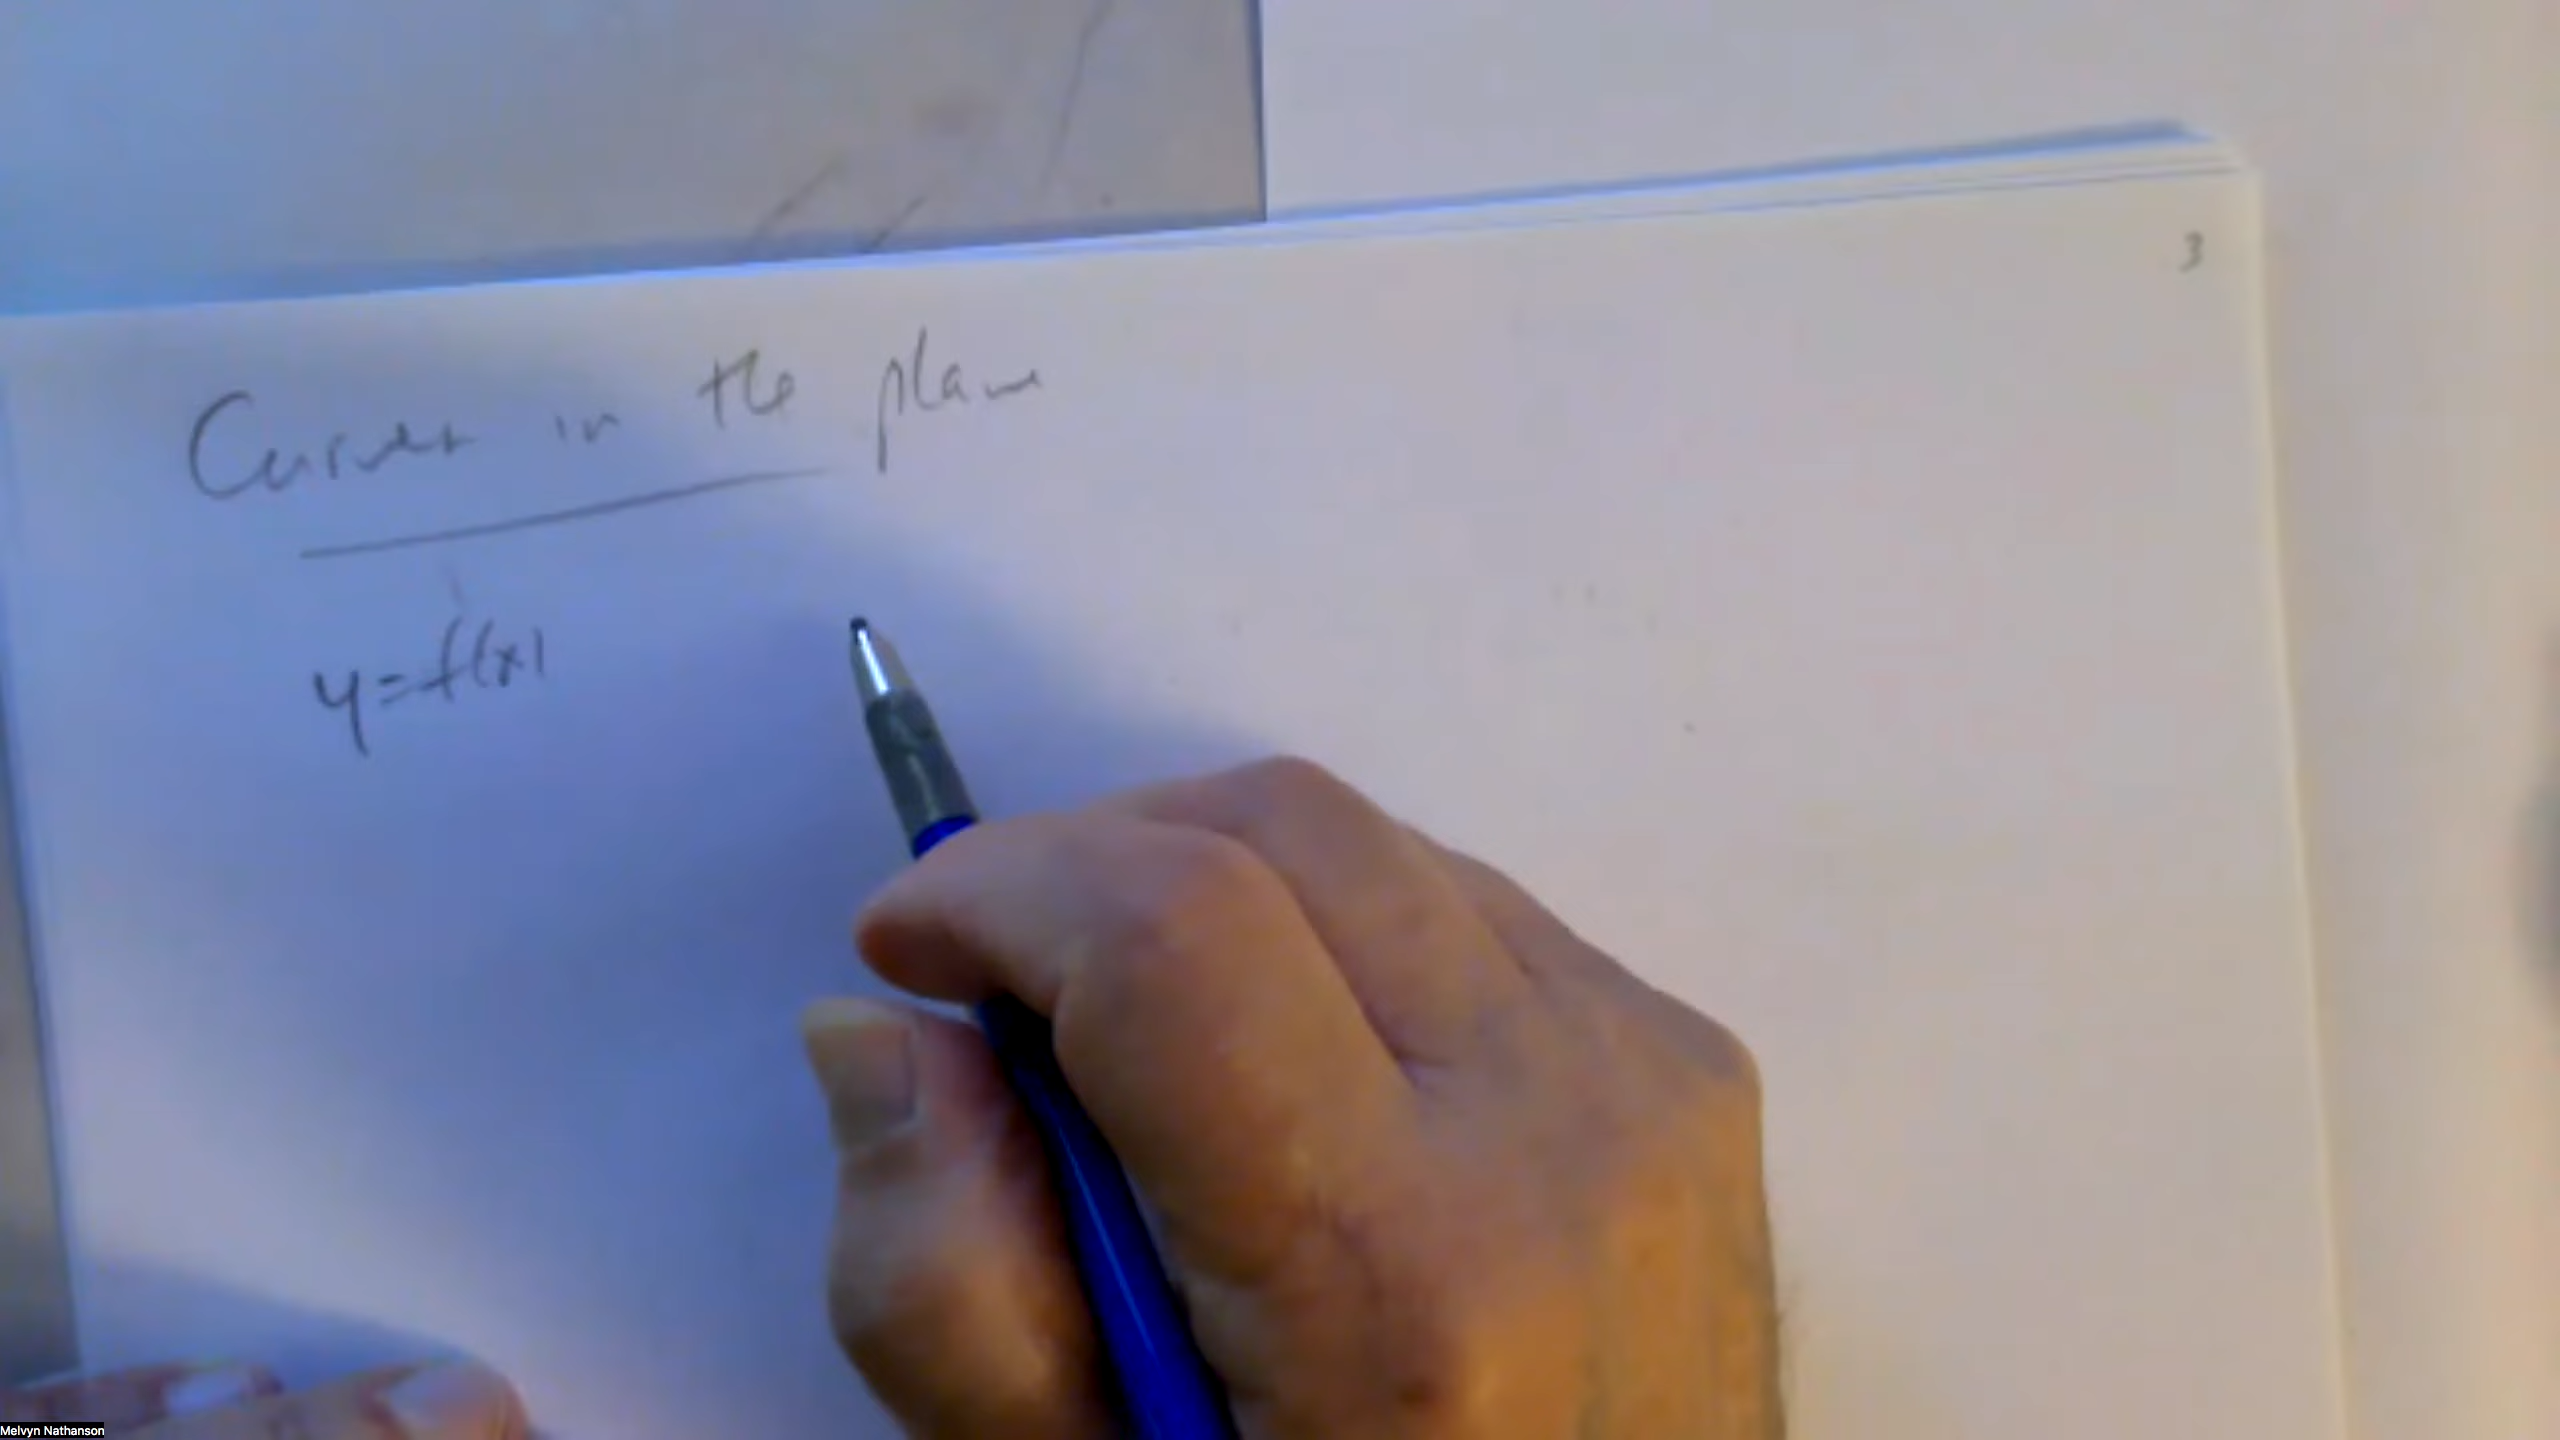 3
Curves in the plane
y=f(x)
Melvyn Nathanson